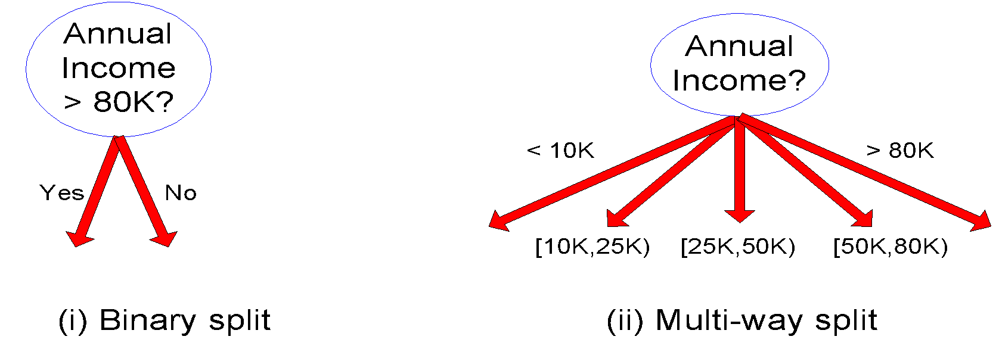 Annual
Income
> 80K?
Yes
No
(i) Binary split
Annual
Income?
< 10K
> 80K
[10K,25K)
[25K,50K)
[50K,80K)
(ii) Multi-way split